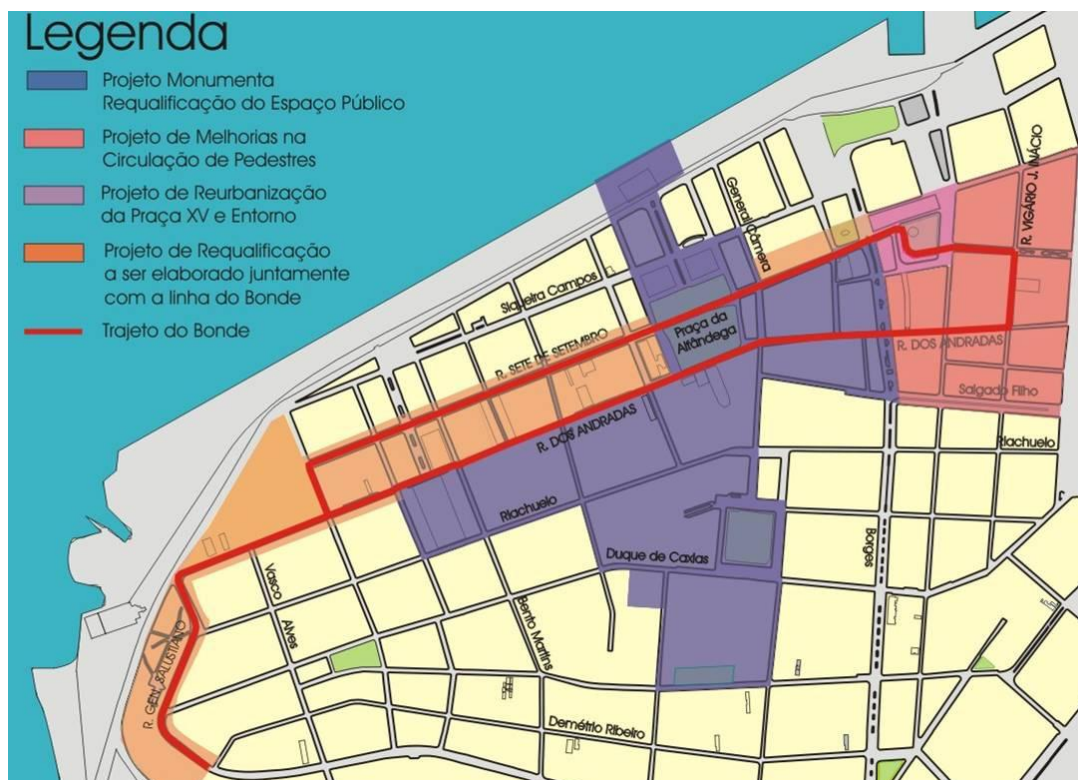 Legenda
Projeto Monumenta
Requalificação do Espaço Público
Projeto de Melhorias na
Circulação de Pedestres
Projeto de Reurbanização
da Praça XV e Entorno
Projeto de Requalificação
a ser elaborado juntamente
com a linha do Bonde
Trajeto do Bonde
R. VIGÁRIO J. INÁCIO
General Câmera
Siqueira Campos
R. SETE DE SETEMBRO
Praça da
Alfândega
R. DOS ANDRADAS
Salgado Filho
R. DOS ANDRADAS
Riachuelo
Riachuelo
Duque de Caxias
Borges
Vasco
Alves
Bento Martins
R. GEN. SALUSTIANO
Demétrio Ribeiro